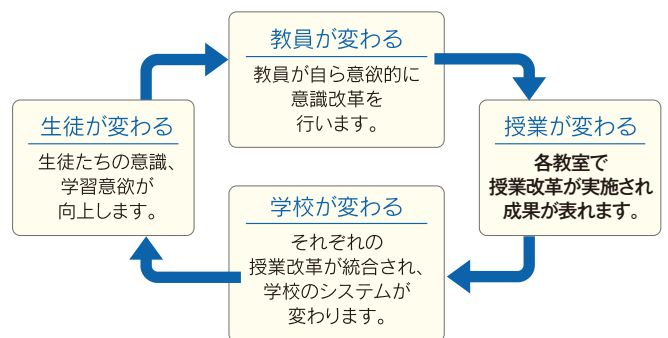 教員が変わる
教員が自ら意欲的に
意識改革を
行います。
授業が変わる
各教室で
授業改革が実施され
成果が表れます。
学校が変わる
それぞれの
授業改革が統合され、
学校のシステムが
変わります。
生徒が変わる
生徒たちの意識、
学習意欲が
向上します。